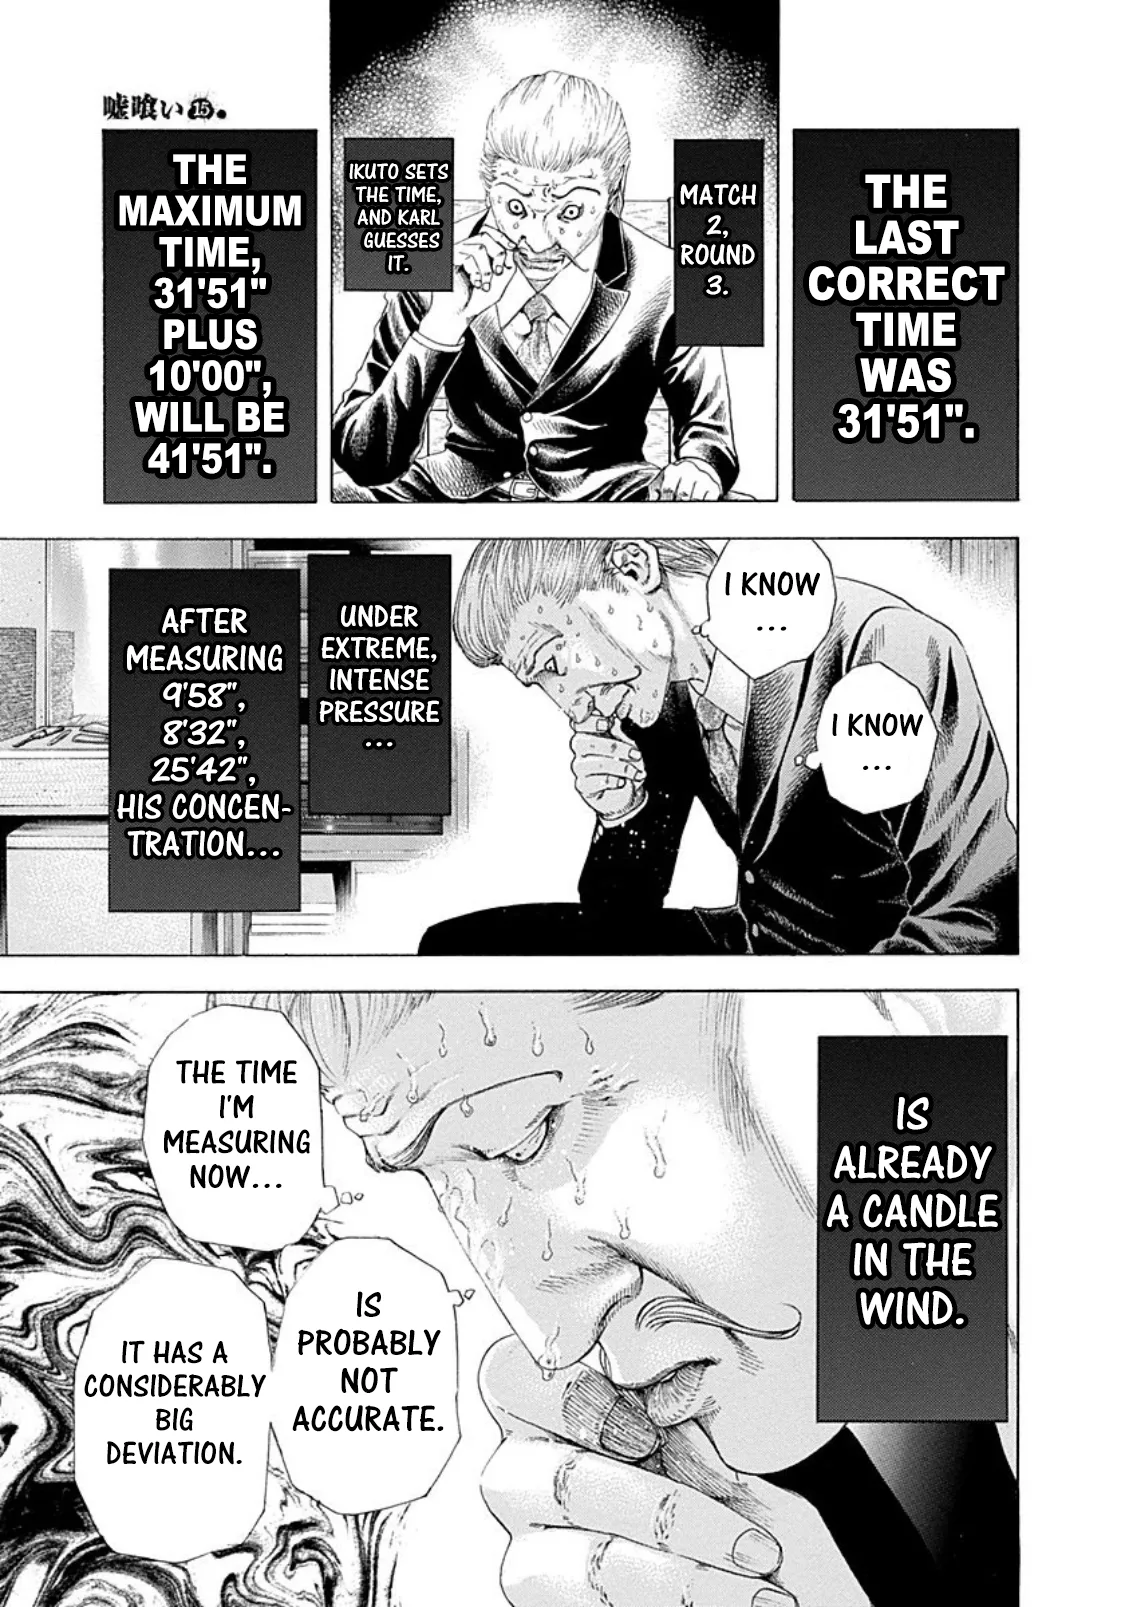 嘘喰い15.
THE
LAST
CORRECT
TIME
WAS
31'51".
MATCH
2,
ROUND
3.
IKUTO SETS
THE TIME,
AND KARL
GUESSES
IT.
THE
MAXIMUM
TIME,
31'51"
PLUS
10'00",
WILL BE
41'51".
I KNOW
...
I KNOW
...
UNDER
EXTREME,
INTENSE
PRESSURE
...
AFTER
MEASURING
9'58",
8'32",
25'42",
HIS CONCEN-
TRATION...
IS
ALREADY
A CANDLE
IN THE
WIND.
THE TIME
I'M
MEASURING
NOW...
IS
PROBABLY
NOT
ACCURATE.
IT HAS A
CONSIDERABLY
BIG
DEVIATION.